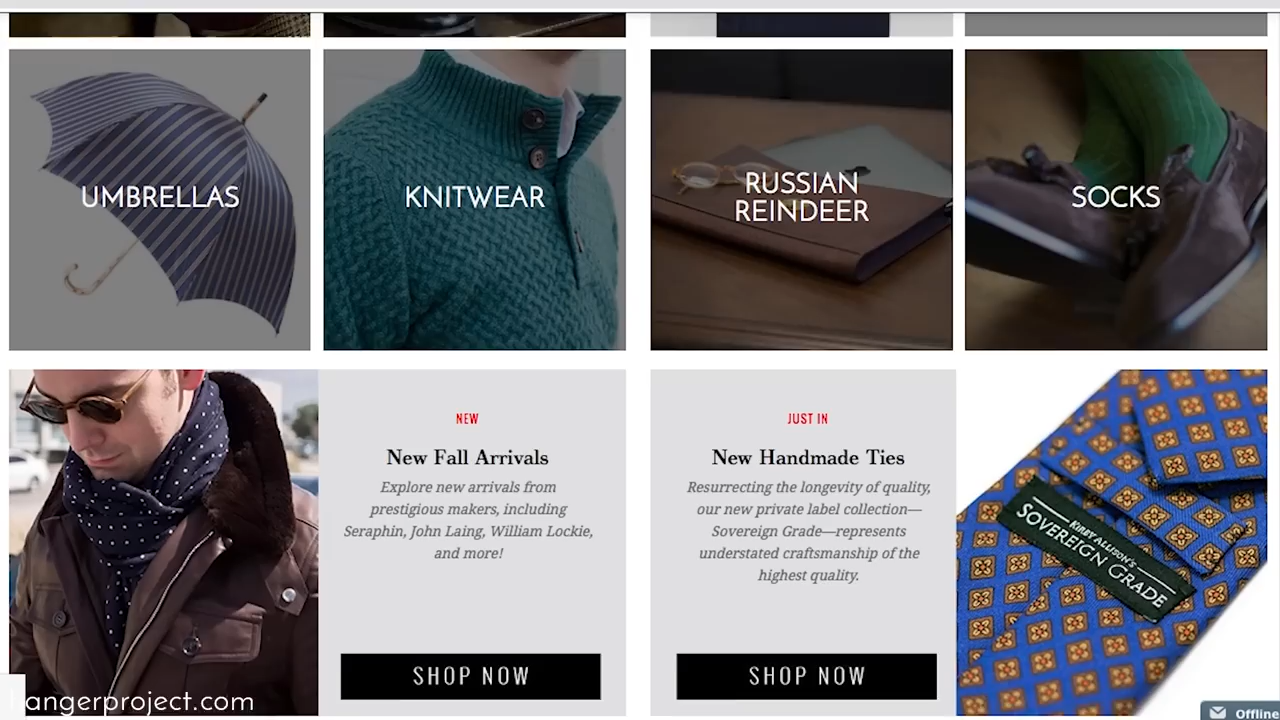 UMBRELLAS
KNITWEAR
RUSSIAN
REINDEER
SOCKS
NEW
New Fall Arrivals
Explore new arrivals from
prestigious makers, including
Seraphin, John Laing, William Lockie,
and more!
SHOP NOW
JUST IN
New Handmade Ties
Resurrecting the longevity of quality,
our new private label collection—
Sovereign Grade—represents
understated craftsmanship of the
highest quality.
SHOP NOW
KIRBY ALLISON'S
SOVEREIGN GRADE
hangerproject.com
Offline